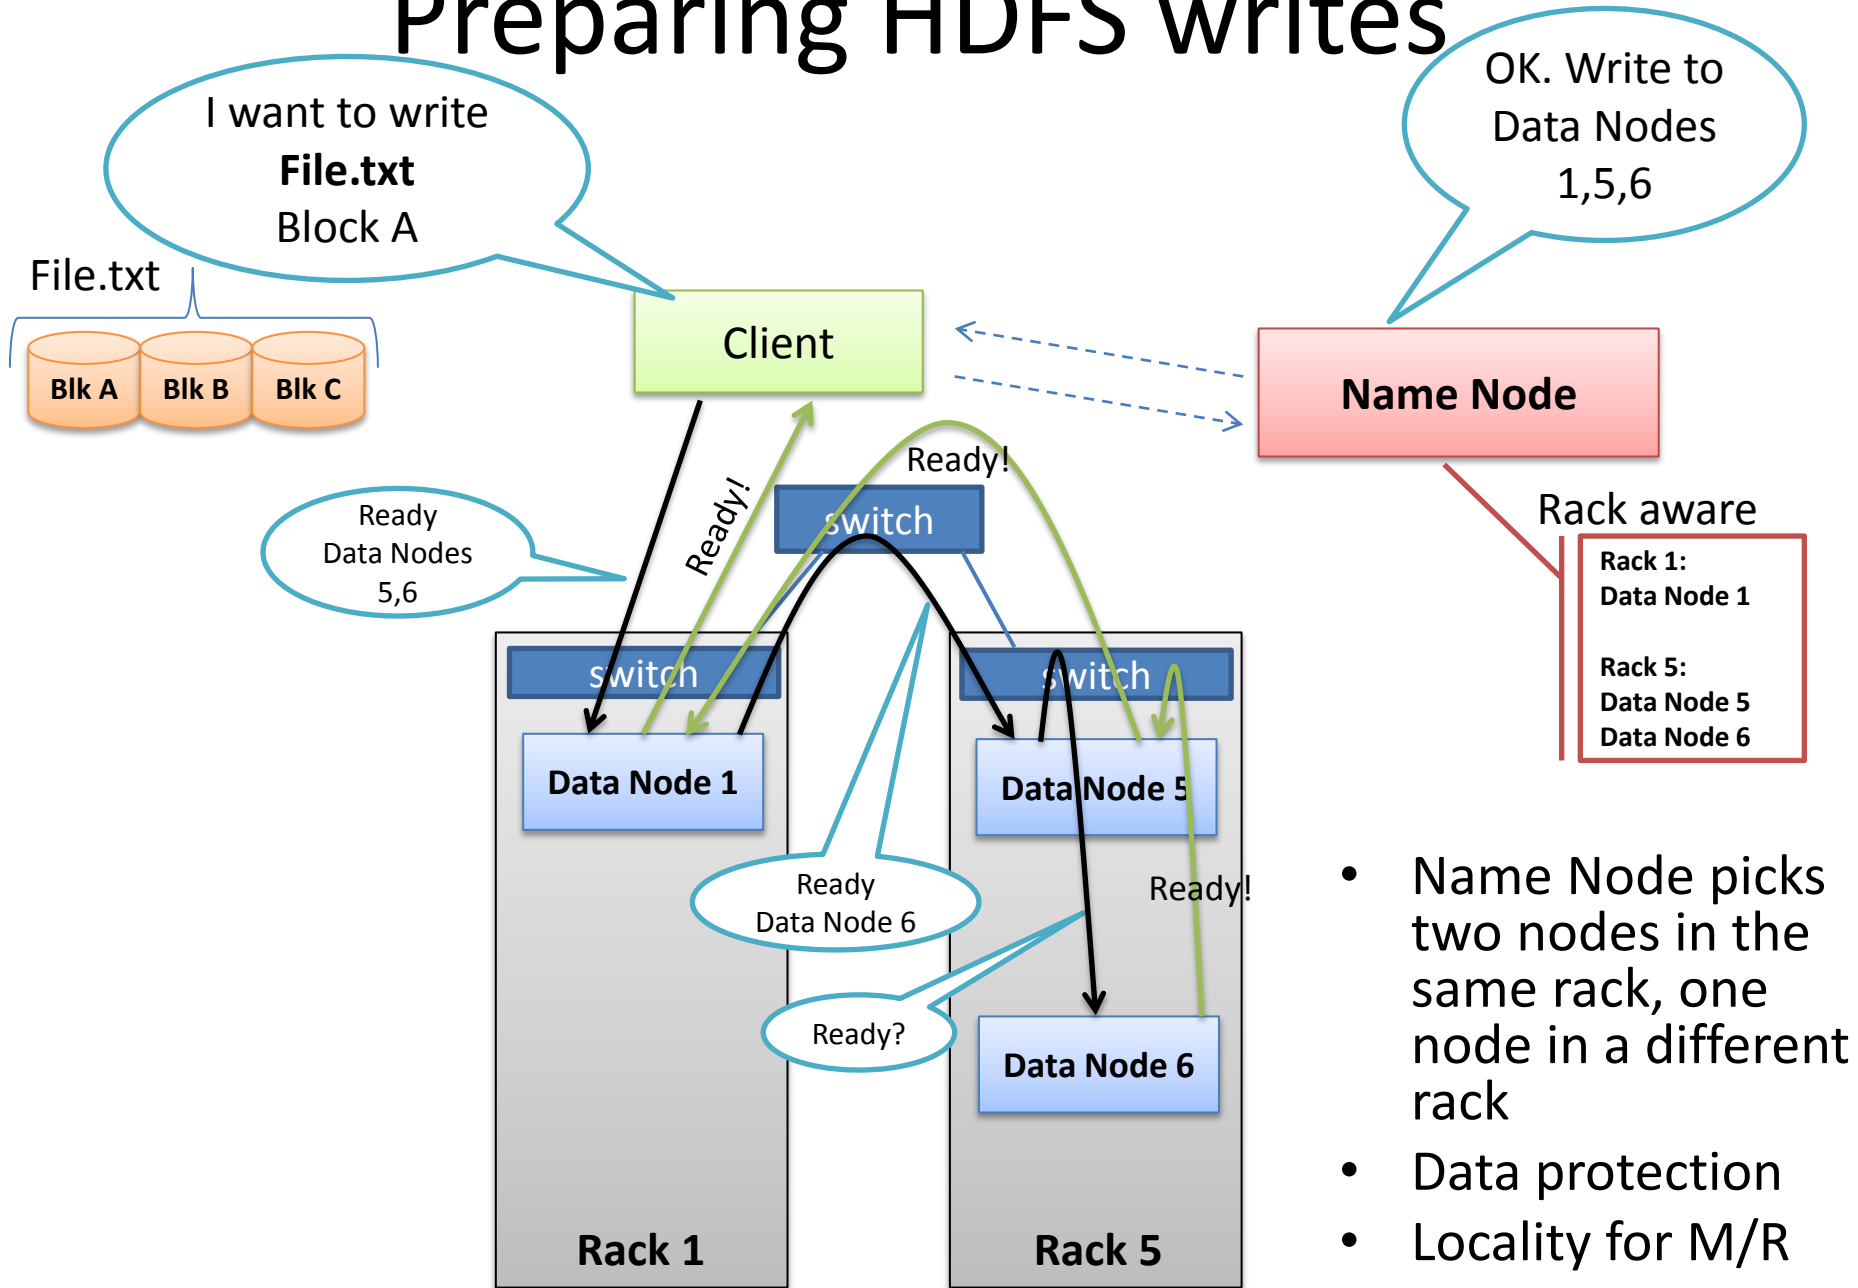 Preparing HDFS writes
I want to write
File.txt
Block A
OK. Write to
Data Nodes
1,5,6
File.txt
Blk A
Blk B
Blk C
Client
Name Node
Ready!
Ready!
switch
Rack aware
Rack 1:
Data Node 1
Rack 5:
Data Node 5
Data Node 6
Ready
Data Nodes
5,6
switch
switch
Data Node 1
Data Node 5
Ready
Data Node 6
Ready!
Ready?
Data Node 6
Rack 1
Rack 5
• Name Node picks
two nodes in the
same rack, one
node in a different
rack
• Data protection
• Locality for M/R